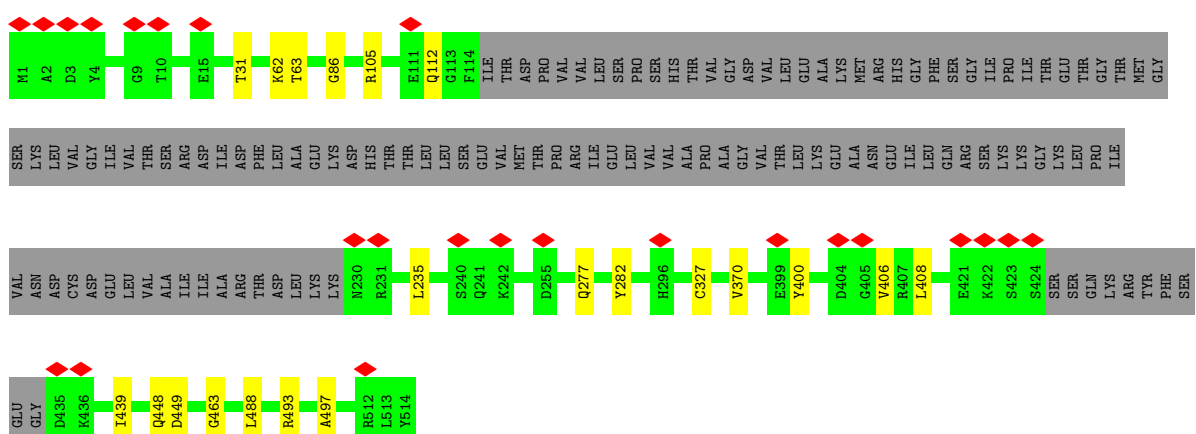 M1 A2 D3 Y4 G9 T10 E15 T31 K62 T63 G86 R105 E111 Q112 G113 F114 ILE THR ASP PRO VAL VAL LEU SER PRO SER HIS THR VAL GLY ASP VAL LEU GLU ALA LYS MET ARG HIS GLY PHE SER GLY ILE PRO ILE THR GLU THR GLY THR MET GLY
SER LYS LEU VAL GLY ILE VAL THR SER ARG ASP ILE ASP PHE LEU ALA GLU LYS ASP HIS THR THR LEU LEU SER GLU VAL MET THR PRO ARG ILE GLU LEU VAL VAL ALA PRO ALA GLY VAL THR LEU LYS GLU ALA ASN GLU ILE LEU GLN ARG SER LYS LYS GLY LYS LEU PRO ILE
VAL ASN ASP CYS ASP GLU LEU VAL ALA ILE ILE ALA ARG THR ASP LEU LYS LYS N230 R231 L235 S240 Q241 K242 D255 Q277 Y282 H296 C327 V370 E399 Y400 D404 G405 V406 R407 L408 E421 K422 S423 S424 SER SER GLN LYS ARG TYR PHE SER
GLU GLY D435 K436 I439 Q448 D449 G463 L488 R493 A497 R512 L513 Y514